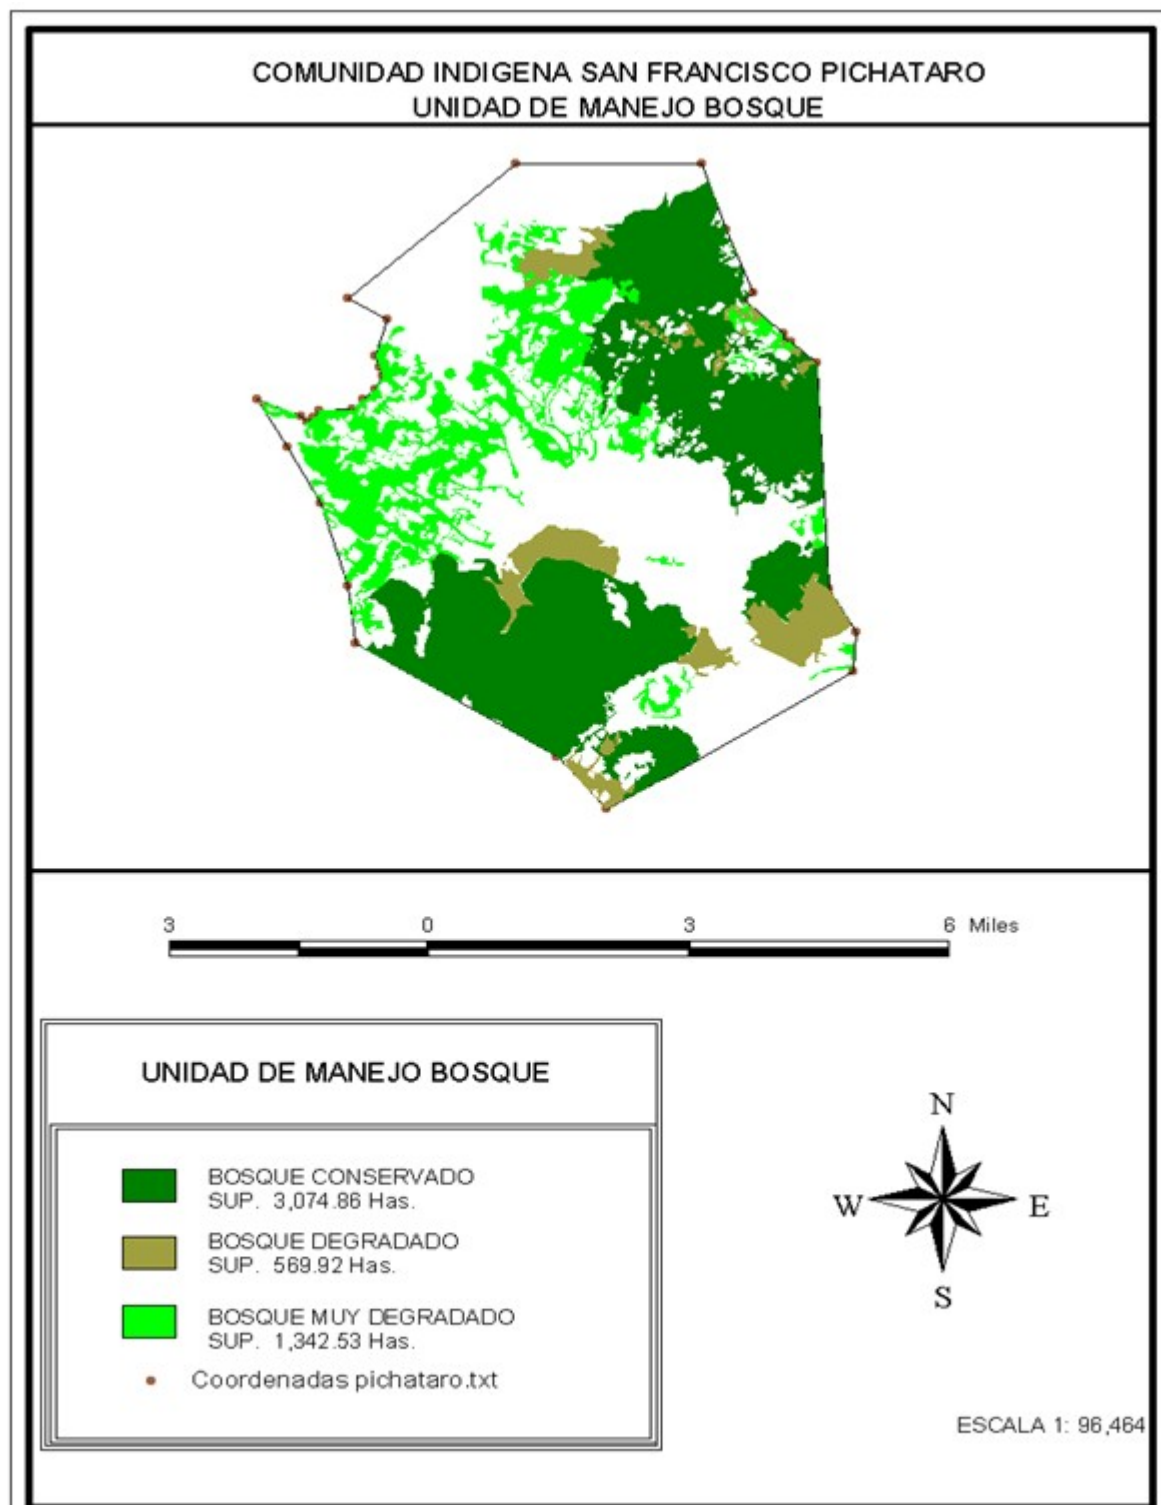 COMUNIDAD INDIGENA SAN FRANCISCO PICHATARO
UNIDAD DE MANEJO BOSQUE
3 0 3 6 Miles
UNIDAD DE MANEJO BOSQUE
BOSQUE CONSERVADO
SUP. 3,074.86 Has.
BOSQUE DEGRADADO
SUP. 569.92 Has.
BOSQUE MUY DEGRADADO
SUP. 1,342.53 Has.
Coordenadas pichataro.txt
N
W E
S
ESCALA 1: 96,464